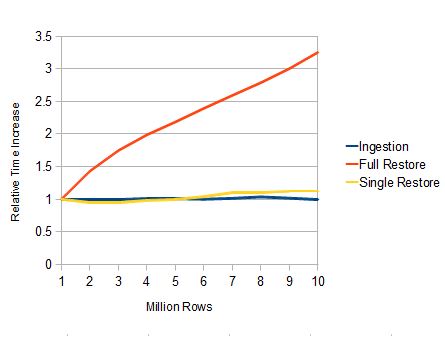 3.5
3
2.5
2
1.5
1
0.5
0
1 2 3 4 5 6 7 8 9 10
Relative Time Increase
Million Rows
Ingestion
Full Restore
Single Restore